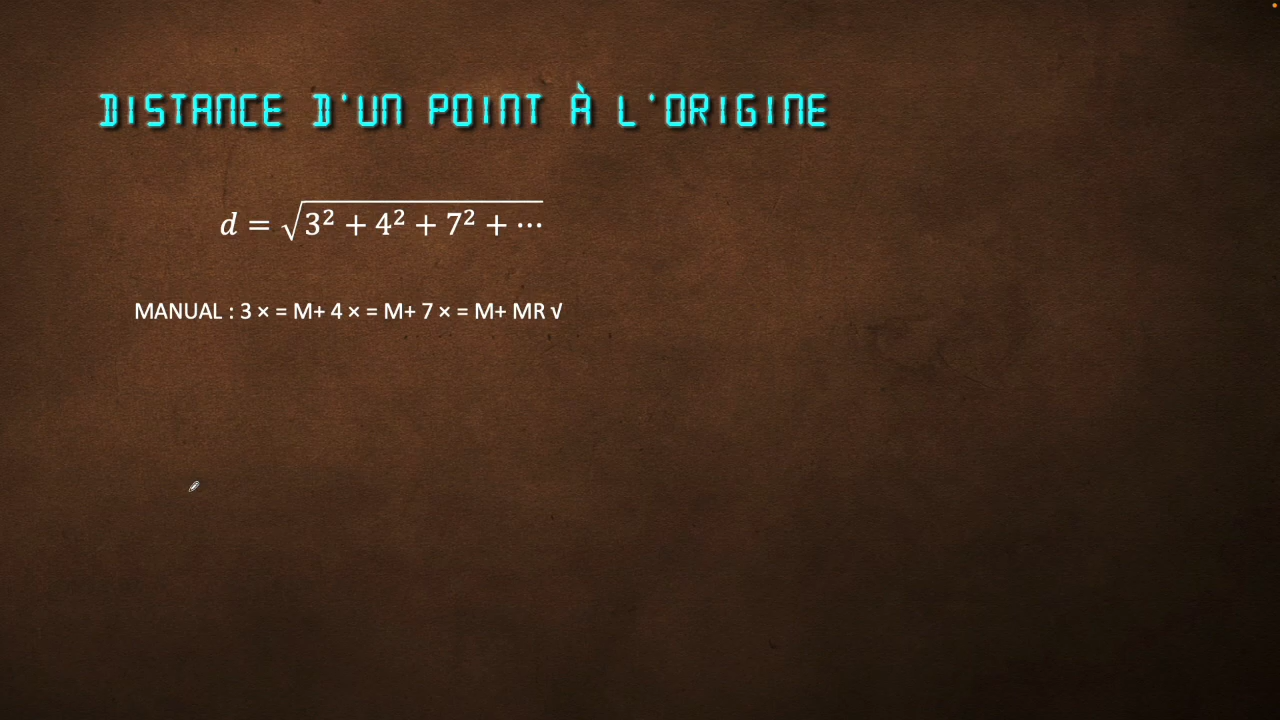 DISTANCE D'UN POINT À L'ORIGINE
d = √(3² + 4² + 7² + ⋯)
MANUAL : 3 × = M+ 4 × = M+ 7 × = M+ MR √